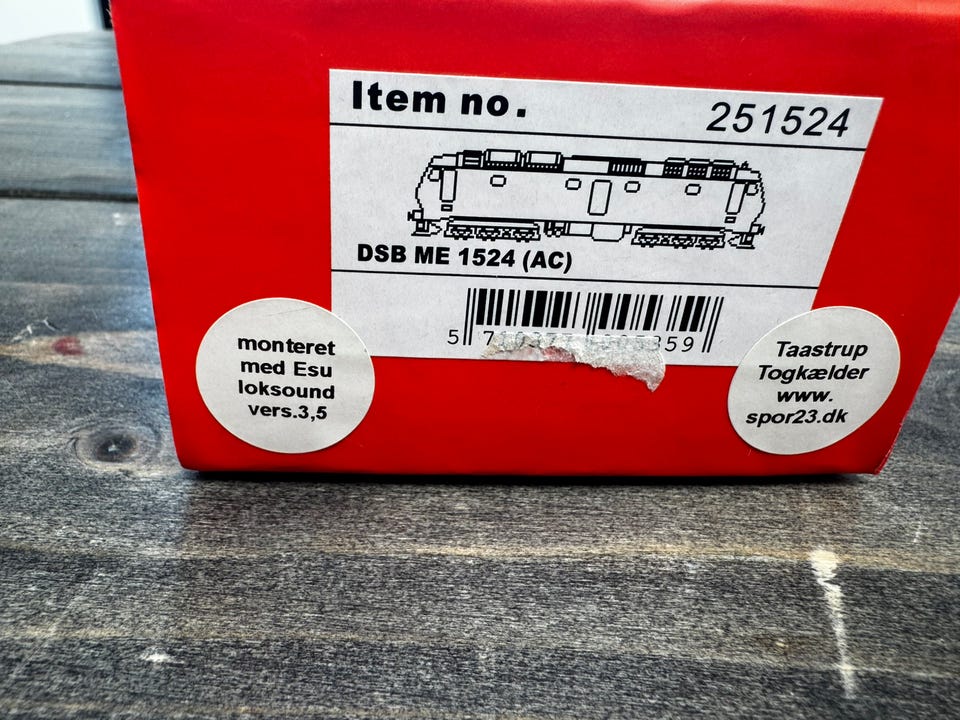 Item no. 251524
DSB ME 1524 (AC)
monteret
med Esu
loksound
vers.3,5
Taastrup
Togkælder
www.
spor23.dk